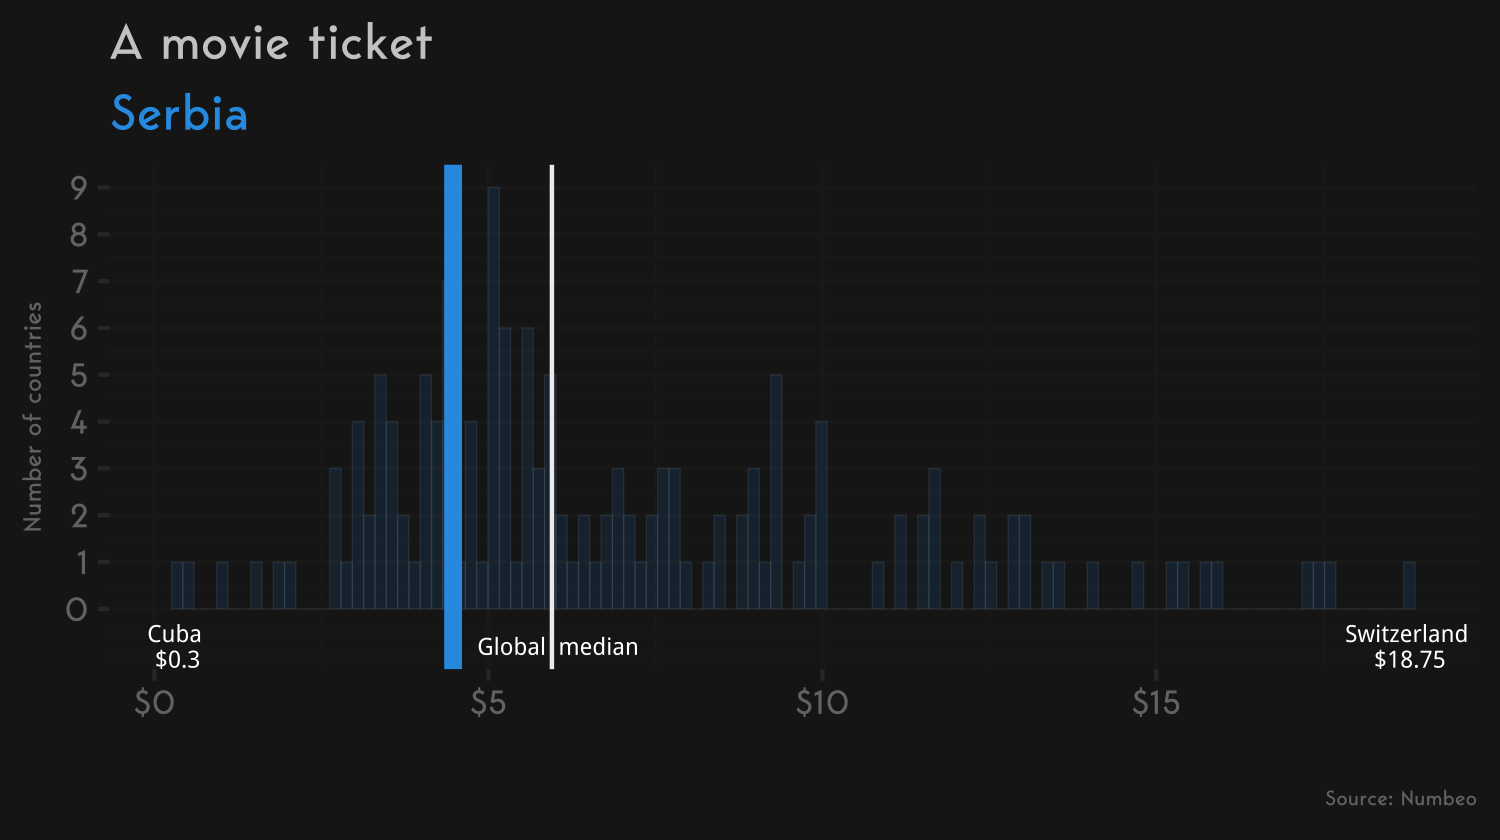 A movie ticket
Serbia
Number of countries
9
8
7
6
5
4
3
2
1
0
Cuba
$0.3
Global median
Switzerland
$18.75
$0 $5 $10 $15
Source: Numbeo